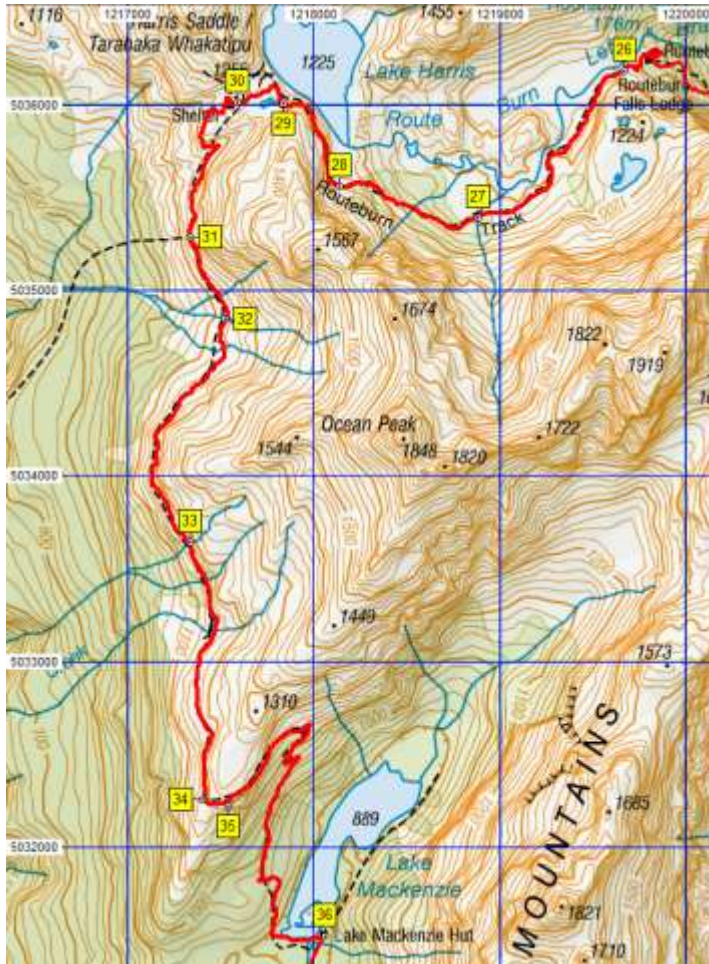 1217000
1218000
1219000
1220000
1116
Harris Saddle /
Tarahaka Whakatipu
1455
176m
26
1225
Lake Harris
30
Shelter
5036000
29
Route
Burn
Routeburn
Falls Lodge
1224
28
Routeburn
27
Track
31
1567
5035000
32
1674
1822
1919
Ocean Peak
1722
1544
1848
1820
5034000
33
1449
5033000
1573
1310
34
35
1685
889
5032000
Lake
Mackenzie
36
Lake Mackenzie Hut
MOUNTAINS
1821
1710